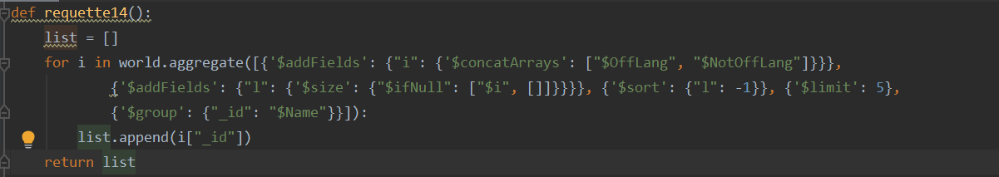 def requette14():
    list = []
    for i in world.aggregate([{'$addFields': {"i": {'$concatArrays': ["$OffLang", "$NotOffLang"]}}},
            {'$addFields': {"l": {'$size': {"$ifNull": ["$i", []]}}}}, {'$sort': {"l": -1}}, {'$limit': 5},
            {'$group': {"_id": "$Name"}}]):
        list.append(i["_id"])
    return list